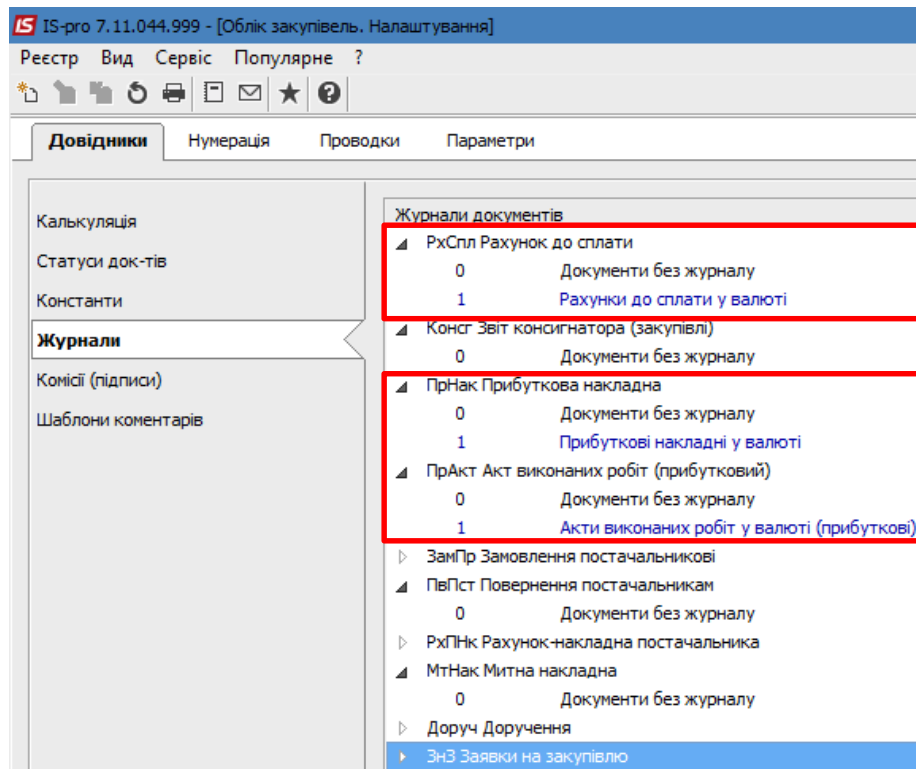 IS-pro 7.11.044.999 - [Облік закупівель. Налаштування]
Реєстр Вид Сервіс Популярне ?
Довідники Нумерація Проводки Параметри
Калькуляція
Статуси док-тів
Константи
Журнали
Комісії (підписи)
Шаблони коментарів
Журнали документів
РхСпл Рахунок до сплати
0 Документи без журналу
1 Рахунки до сплати у валюті
Консг Звіт консигнатора (закупівлі)
0 Документи без журналу
ПрНак Прибуткова накладна
0 Документи без журналу
1 Прибуткові накладні у валюті
ПрАкт Акт виконаних робіт (прибутковий)
0 Документи без журналу
1 Акти виконаних робіт у валюті (прибуткові)
ЗамПр Замовлення постачальникові
ПвПст Повернення постачальникам
0 Документи без журналу
РхПНк Рахунок-накладна постачальника
МтНак Митна накладна
0 Документи без журналу
Доруч Доручення
ЗнЗ Заявки на закупівлю